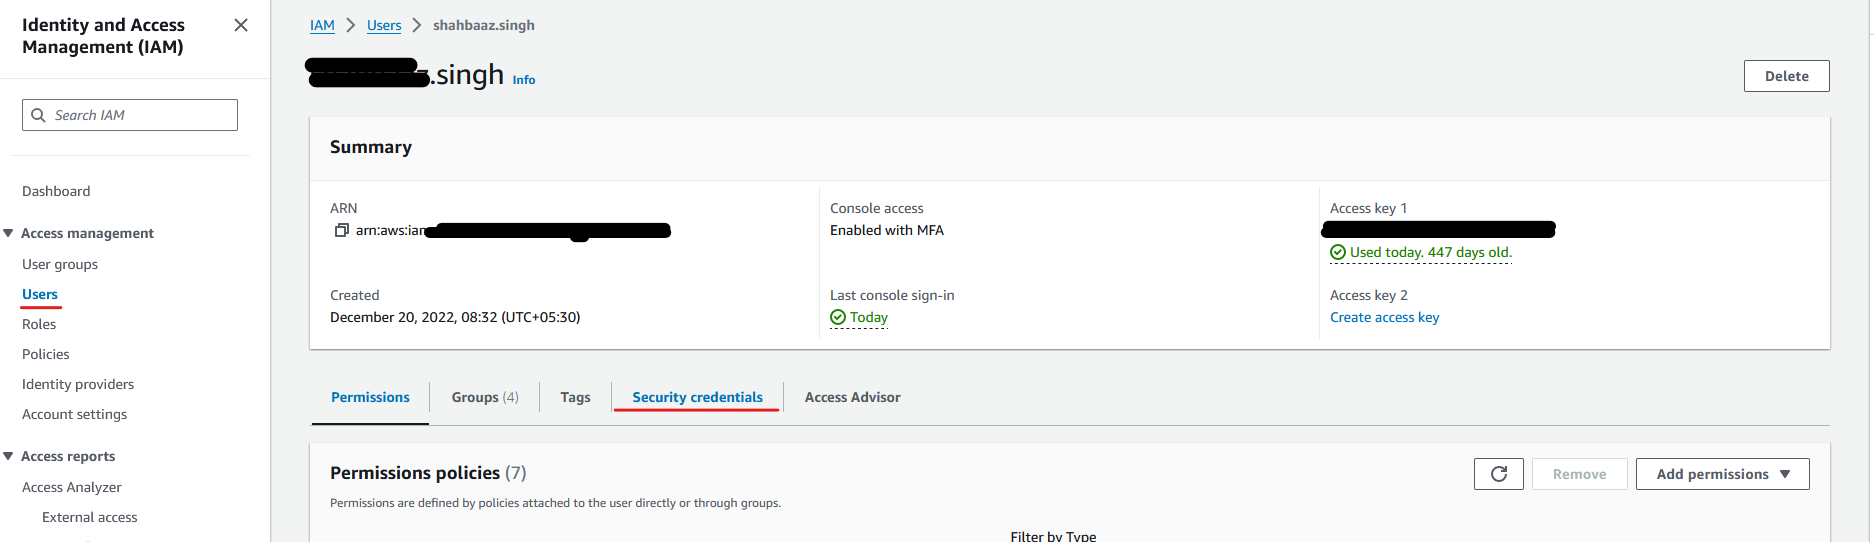 Identity and Access
Management (IAM)
Search IAM
Dashboard
Access management
User groups
Users
Roles
Policies
Identity providers
Account settings
Access reports
Access Analyzer
External access
IAM > Users > shahbaaz.singh
.singh Info
Delete
Summary
ARN
arn:aws:iam
Created
December 20, 2022, 08:32 (UTC+05:30)
Console access
Enabled with MFA
Last console sign-in
Today
Access key 1
Used today. 447 days old.
Access key 2
Create access key
Permissions
Groups (4)
Tags
Security credentials
Access Advisor
Permissions policies (7)
Remove
Add permissions
Permissions are defined by policies attached to the user directly or through groups.
Filter by Type